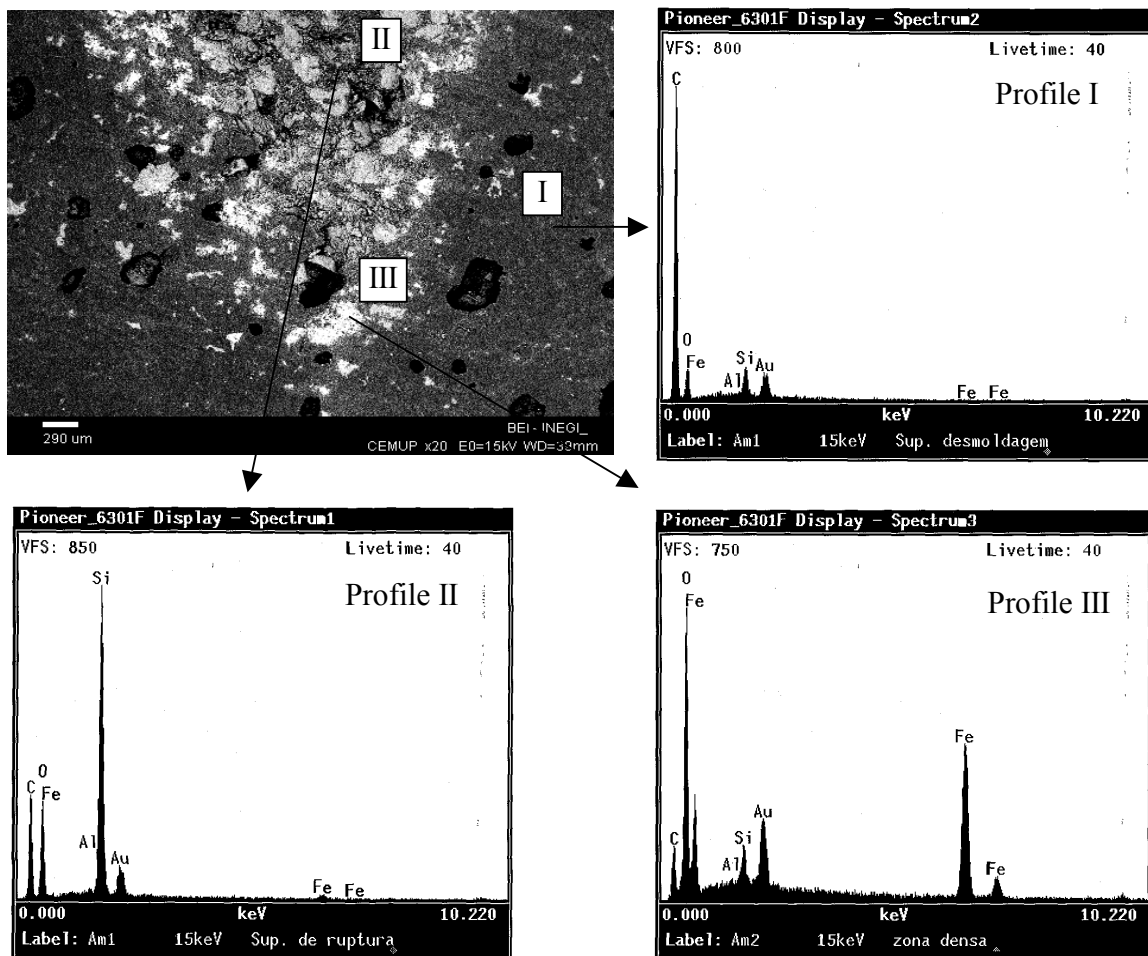 II
I
III
290 um
BEI - INEGI_
CEMUP x20 E0=15kV WD=39mm
Pioneer_6301F Display - Spectrum2
VFS: 800 Livetime: 40
Profile I
C
O
Fe
Al
Si
Au
Fe Fe
0.000 keV 10.220
Label: Am1 15keV Sup. desmoldagem
Pioneer_6301F Display - Spectrum1
VFS: 850 Livetime: 40
Si
Profile II
C
O
Fe
Al
Au
Fe Fe
0.000 keV 10.220
Label: Am1 15keV Sup. de ruptura
Pioneer_6301F Display - Spectrum3
VFS: 750 Livetime: 40
O
Fe
Profile III
Fe
C
Al
Si
Au
Fe
0.000 keV 10.220
Label: Am2 15keV zona densa